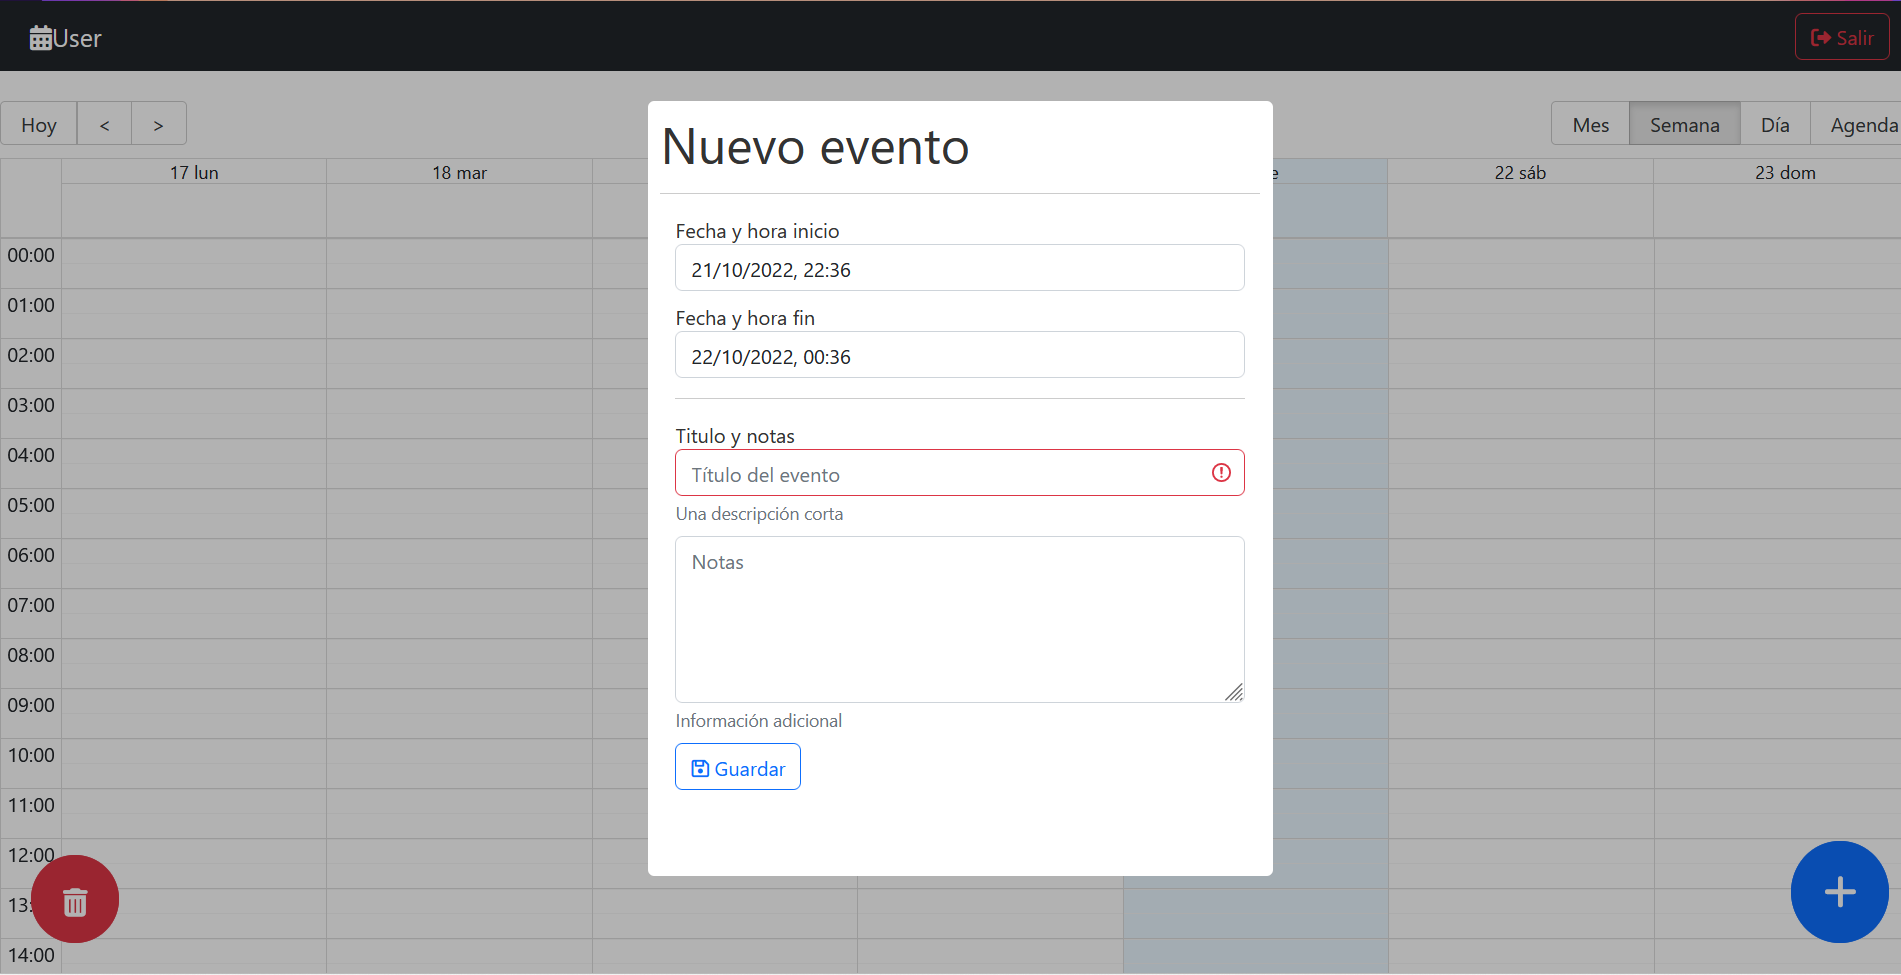 User
Salir
Hoy < >
Mes Semana Día Agenda
17 lun 18 mar e 22 sáb 23 dom
Nuevo evento
Fecha y hora inicio
21/10/2022, 22:36
Fecha y hora fin
22/10/2022, 00:36
Titulo y notas
Título del evento
Una descripción corta
Notas
Información adicional
Guardar
00:00
01:00
02:00
03:00
04:00
05:00
06:00
07:00
08:00
09:00
10:00
11:00
12:00
13:
14:00